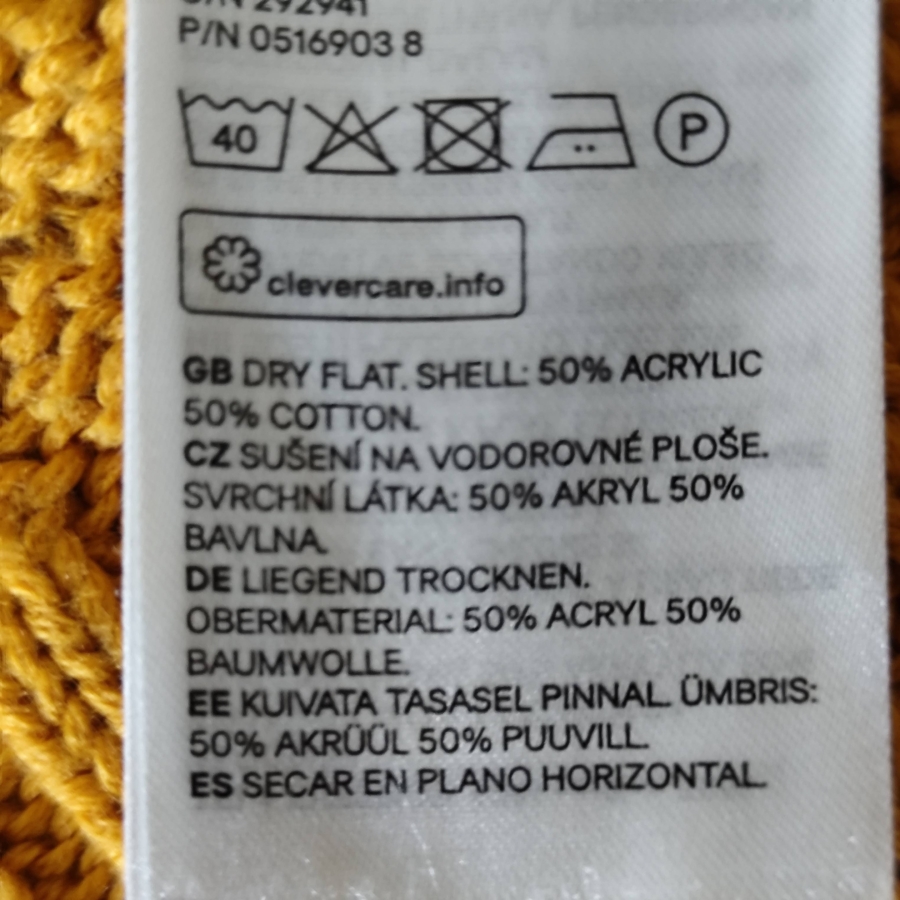 S/N 292941
P/N 0516903 8
40
P
clevercare.info
GB DRY FLAT. SHELL: 50% ACRYLIC
50% COTTON.
CZ SUŠENÍ NA VODOROVNÉ PLOŠE.
SVRCHNÍ LÁTKA: 50% AKRYL 50%
BAVLNA.
DE LIEGEND TROCKNEN.
OBERMATERIAL: 50% ACRYL 50%
BAUMWOLLE.
EE KUIVATA TASASEL PINNAL. ÜMBRIS:
50% AKRÜÜL 50% PUUVILL.
ES SECAR EN PLANO HORIZONTAL.